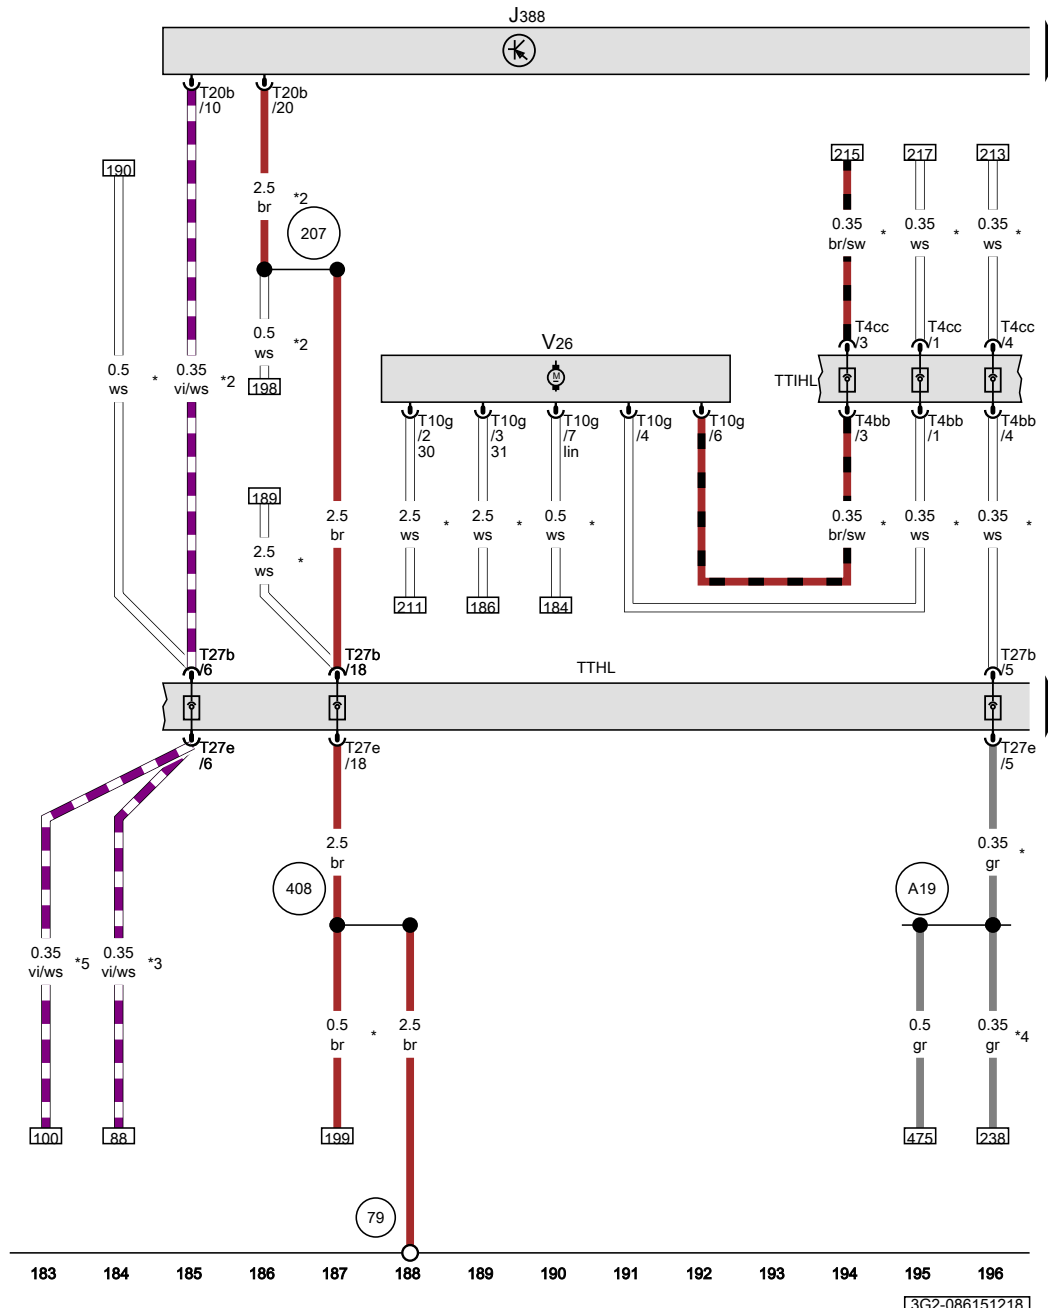 J388
T20b
/10
T20b
/20
190
215
217
213
2.5
br
*2
207
0.35
br/sw
*
0.35
ws
*
0.35
ws
*
0.5
ws
*2
198
0.5
ws
*
0.35
vi/ws
*2
V26
M
T4cc
/3
T4cc
/1
T4cc
/4
TTIHL
T10g
/2
30
T10g
/3
31
T10g
/7
lin
T10g
/4
T10g
/6
T4bb
/3
T4bb
/1
T4bb
/4
189
2.5
ws
*
2.5
br
2.5
ws
*
2.5
ws
*
0.5
ws
*
0.35
br/sw
*
0.35
ws
*
0.35
ws
*
211
186
184
T27b
/6
T27b
/18
TTHL
T27b
/5
T27e
/6
T27e
/18
T27e
/5
2.5
br
0.35
gr
*
408
A19
0.35
vi/ws
*5
0.35
vi/ws
*3
0.5
br
*
2.5
br
0.5
gr
0.35
gr
*4
100
88
199
475
238
79
183 184 185 186 187 188 189 190 191 192 193 194 195 196
3G2-086151218